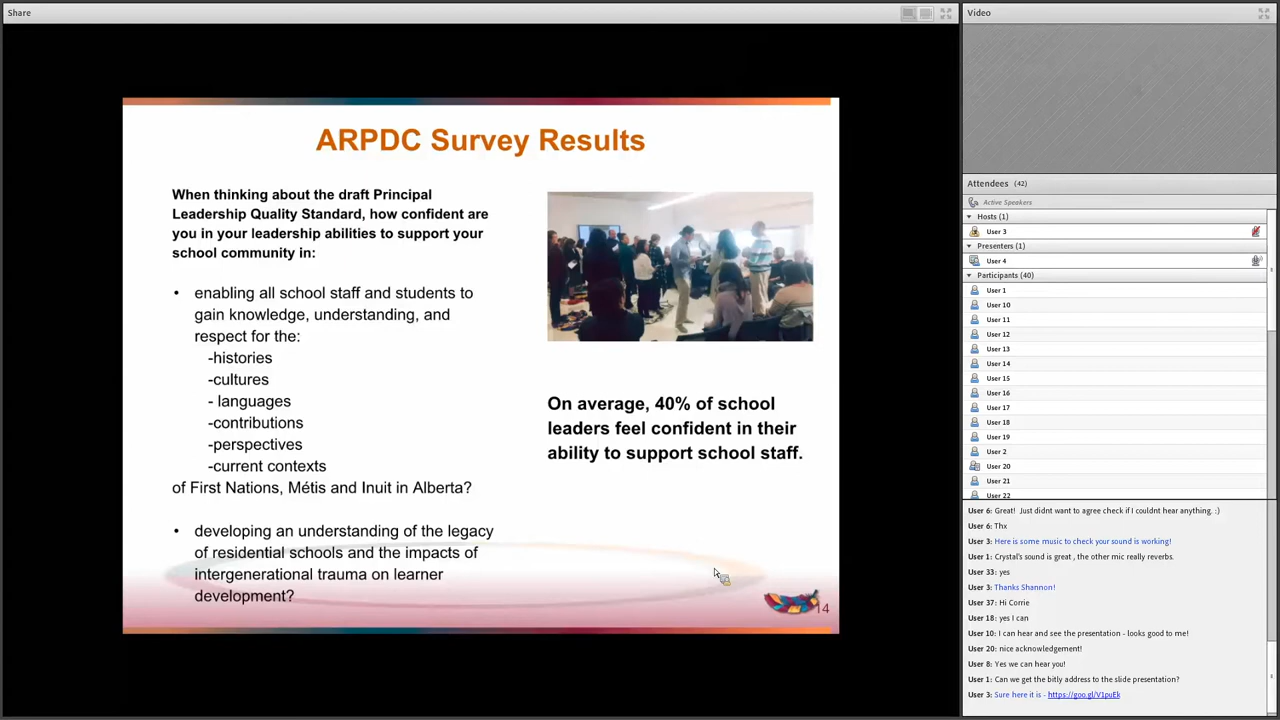 Share
ARPDC Survey Results
When thinking about the draft Principal
Leadership Quality Standard, how confident are
you in your leadership abilities to support your
school community in:
• enabling all school staff and students to
gain knowledge, understanding, and
respect for the:
-histories
-cultures
- languages
-contributions
-perspectives
-current contexts
of First Nations, Métis and Inuit in Alberta?
• developing an understanding of the legacy
of residential schools and the impacts of
intergenerational trauma on learner
development?
On average, 40% of school
leaders feel confident in their
ability to support school staff.
14
Video
Attendees (42)
Active Speakers
Hosts (1)
User 3
Presenters (1)
User 4
Participants (40)
User 1
User 10
User 11
User 12
User 13
User 14
User 15
User 16
User 17
User 18
User 19
User 2
User 20
User 21
User 22
User 6: Great! Just didnt want to agree check if I couldnt hear anything. :)
User 6: Thx
User 3: Here is some music to check your sound is working!
User 1: Crystal's sound is great , the other mic really reverbs.
User 33: yes
User 3: Thanks Shannon!
User 37: Hi Corrie
User 18: yes I can
User 10: I can hear and see the presentation - looks good to me!
User 20: nice acknowledgement!
User 8: Yes we can hear you!
User 1: Can we get the bitly address to the slide presentation?
User 3: Sure here it is - https://goo.gl/V1puEk